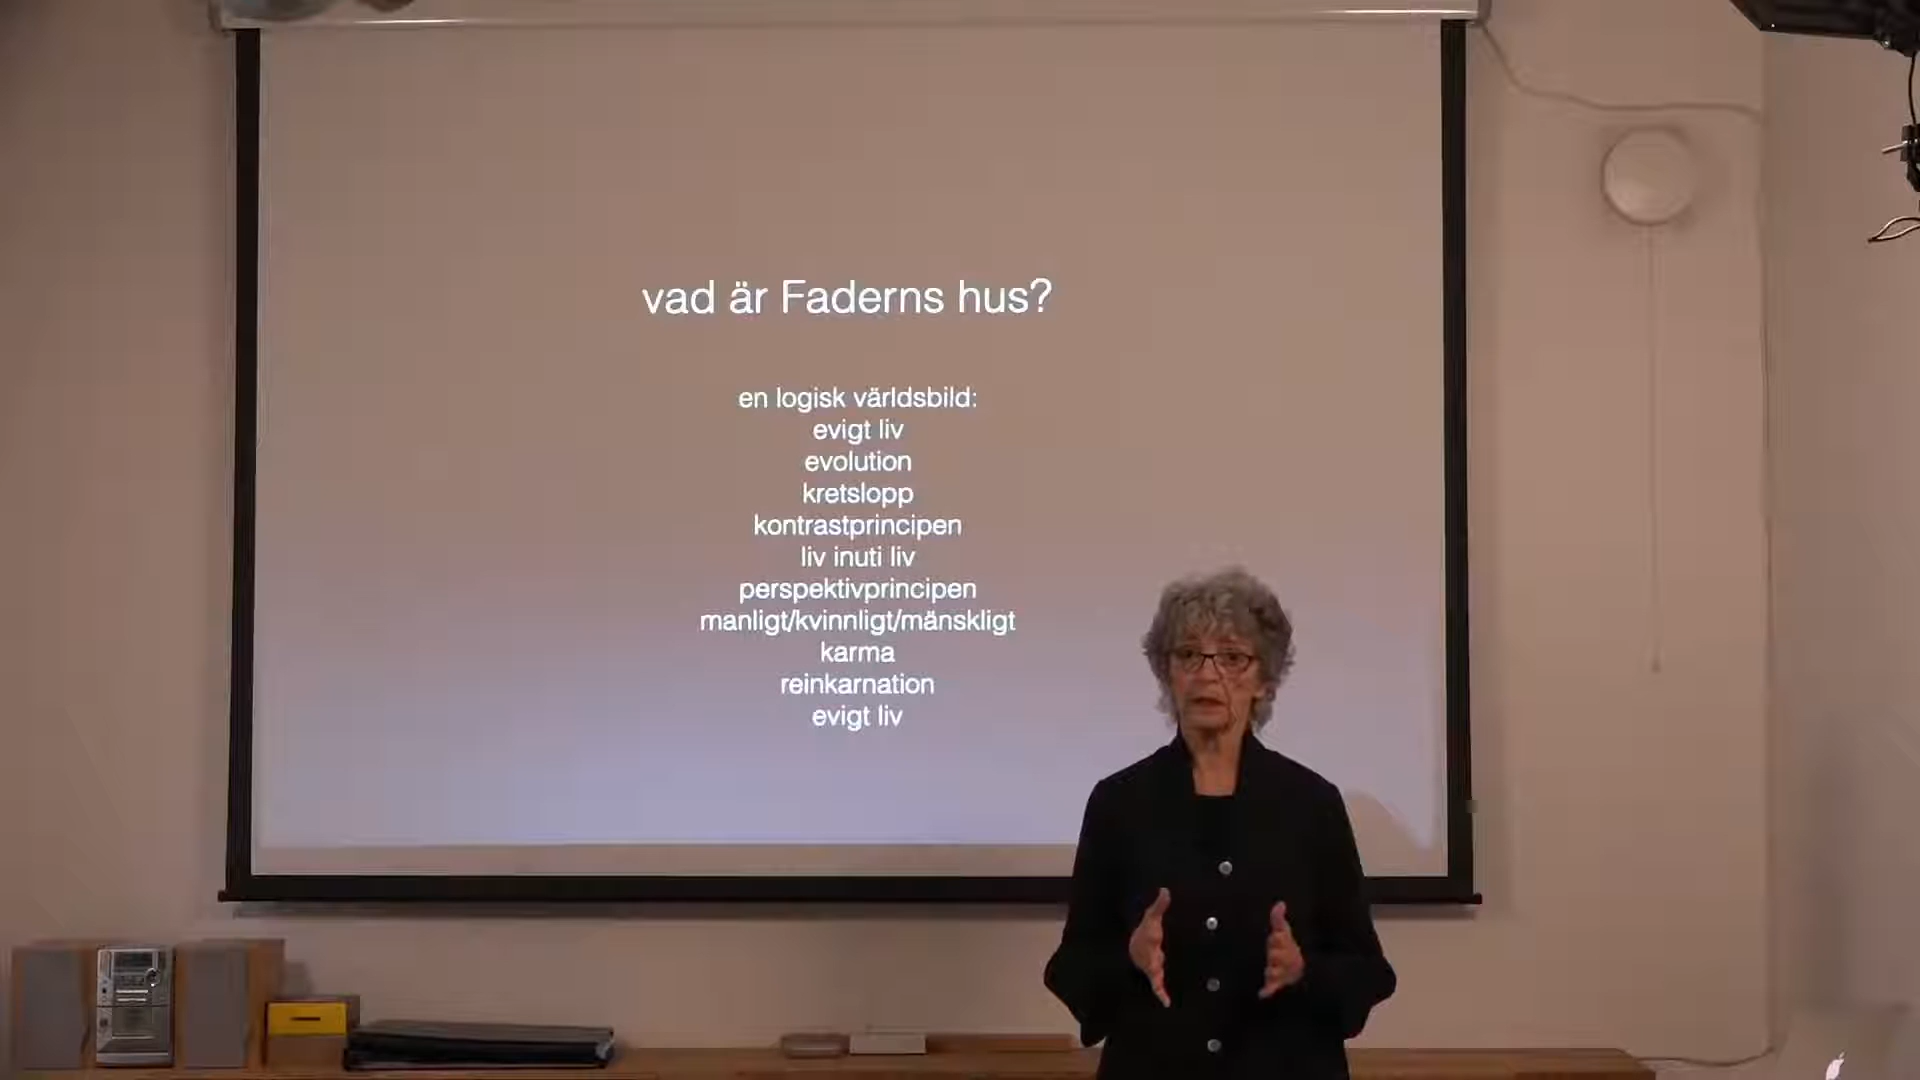 vad är Faderns hus?
en logisk världsbild:
evigt liv
evolution
kretslopp
kontrastprincipen
liv inuti liv
perspektivprincipen
manligt/kvinnligt/mänskligt
karma
reinkarnation
evigt liv